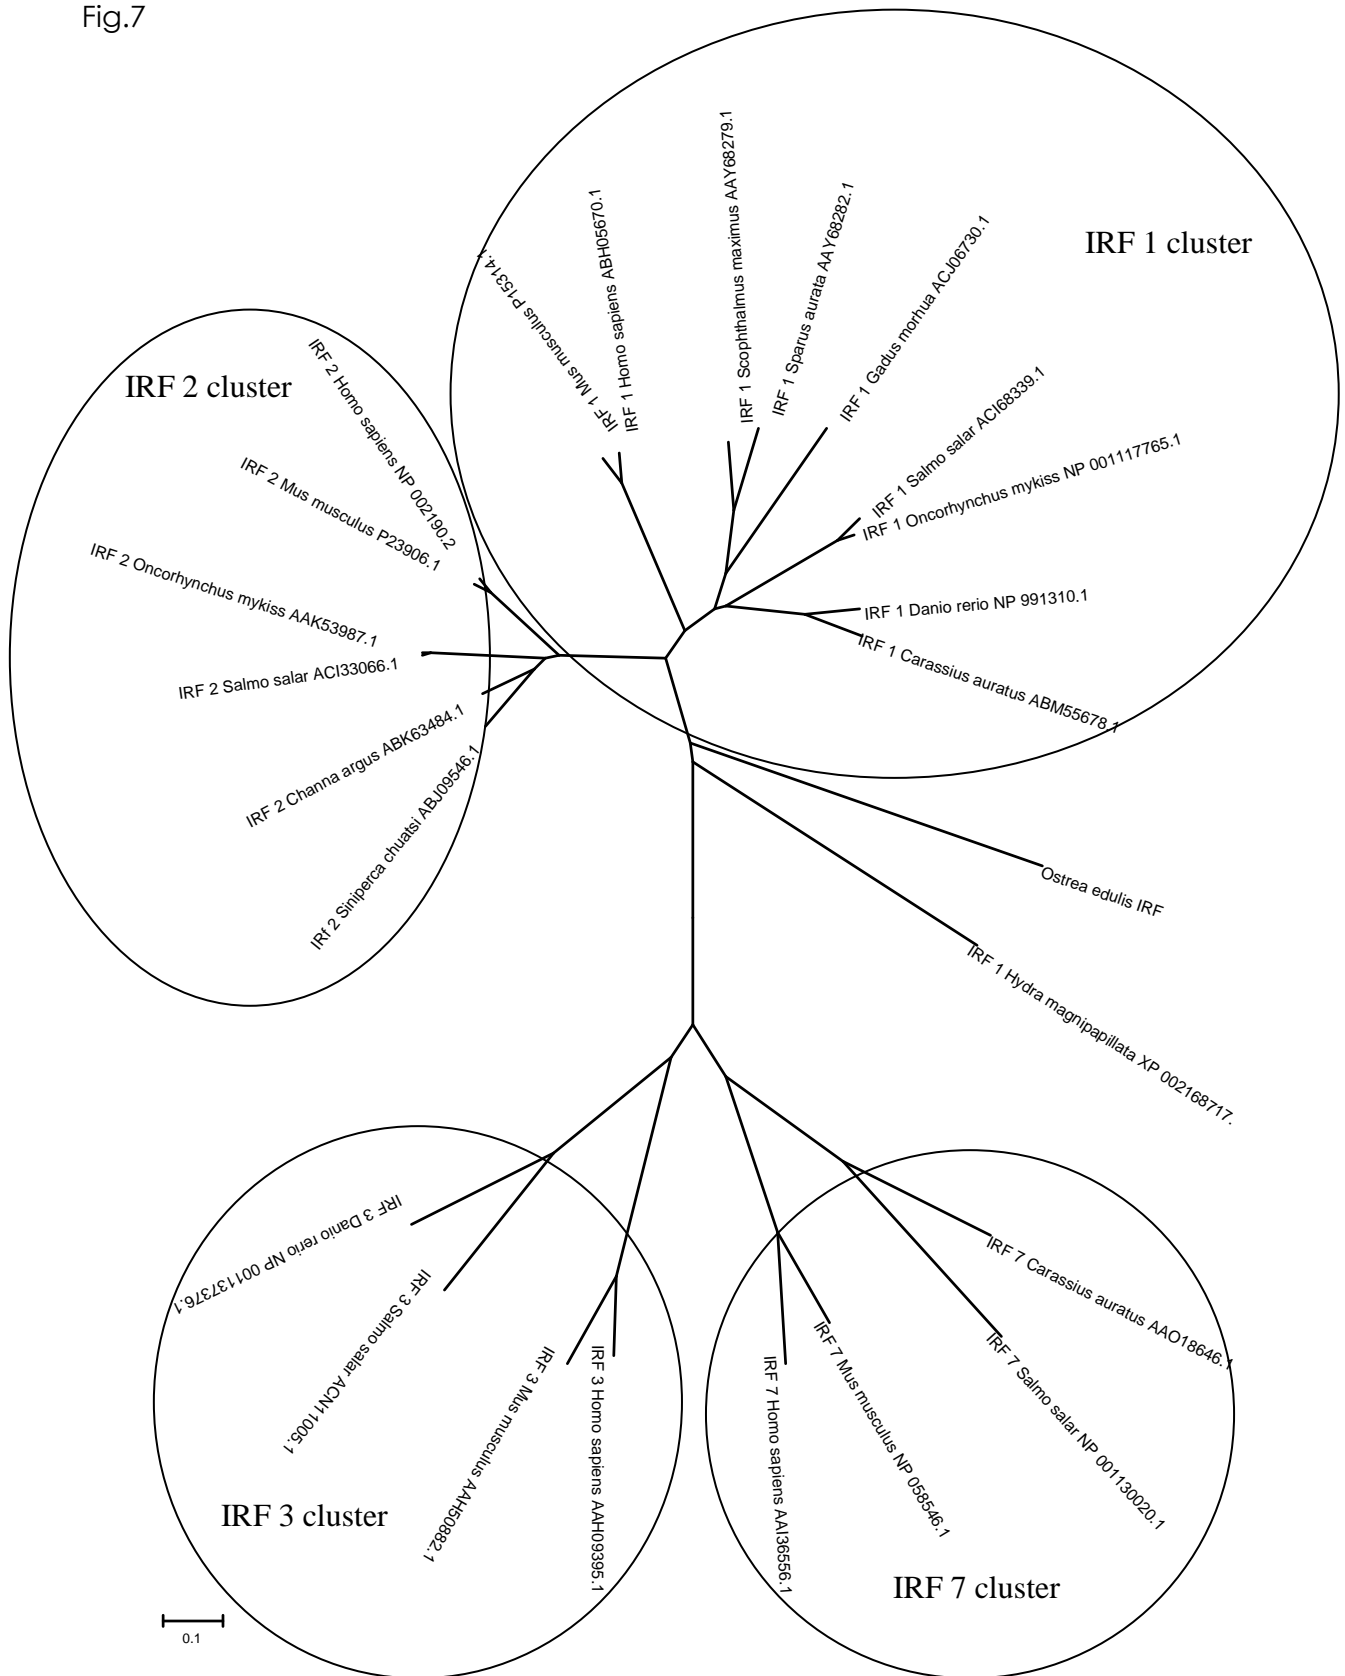 Fig.7
IRF 1 cluster
IRF 1 Mus musculus P15314.1
IRF 1 Homo sapiens ABH05670.1
IRF 1 Scophthalmus maximus AAY68279.1
IRF 1 Sparus aurata AAY68282.1
IRF 1 Gadus morhua ACJ06730.1
IRF 1 Salmo salar ACI68339.1
IRF 1 Oncorhynchus mykiss NP 001117765.1
IRF 1 Danio rerio NP 991310.1
IRF 1 Carassius auratus ABM55678.1
IRF 2 cluster
IRF 2 Homo sapiens NP 002190.2
IRF 2 Mus musculus P23906.1
IRF 2 Oncorhynchus mykiss AAK53987.1
IRF 2 Salmo salar ACI33066.1
IRF 2 Channa argus ABK63484.1
IRf 2 Siniperca chuatsi ABJ09546.1
Ostrea edulis IRF
IRF 1 Hydra magnipapillata XP 002168717.
IRF 3 Danio rerio NP 001137376.1
IRF 3 Salmo salar ACN11005.1
IRF 3 Mus musculus AAH50882.1
IRF 3 Homo sapiens AAH09395.1
IRF 3 cluster
IRF 7 Homo sapiens AAI36556.1
IRF 7 Mus musculus NP 058546.1
IRF 7 Salmo salar NP 001130020.1
IRF 7 Carassius auratus AAO18646.1
IRF 7 cluster
0.1